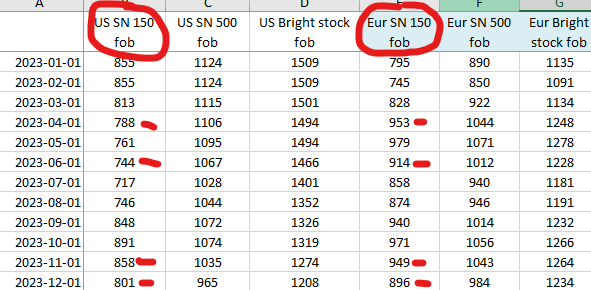 A B C D E F G
US SN 150 fob US SN 500 fob US Bright stock fob Eur SN 150 fob Eur SN 500 fob Eur Bright stock fob
2023-01-01 855 1124 1509 795 890 1135
2023-02-01 855 1124 1509 745 850 1091
2023-03-01 813 1115 1501 828 922 1134
2023-04-01 788 1106 1494 953 1044 1248
2023-05-01 761 1095 1494 979 1071 1278
2023-06-01 744 1067 1466 914 1012 1228
2023-07-01 717 1028 1401 858 940 1181
2023-08-01 746 1044 1352 874 946 1191
2023-09-01 848 1072 1326 940 1014 1232
2023-10-01 891 1074 1319 971 1056 1266
2023-11-01 858 1035 1274 949 1043 1264
2023-12-01 801 965 1208 896 984 1234